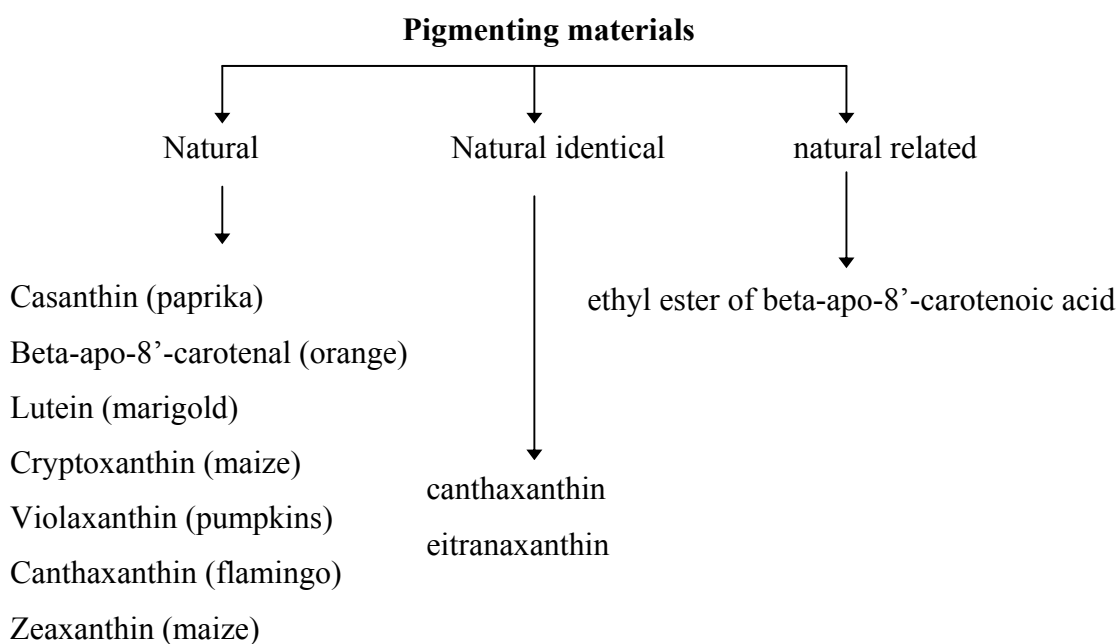 Pigmenting materials
Natural
Natural identical
natural related
Casanthin (paprika)
Beta-apo-8’-carotenal (orange)
Lutein (marigold)
Cryptoxanthin (maize)
Violaxanthin (pumpkins)
Canthaxanthin (flamingo)
Zeaxanthin (maize)
canthaxanthin
eitranaxanthin
ethyl ester of beta-apo-8’-carotenoic acid